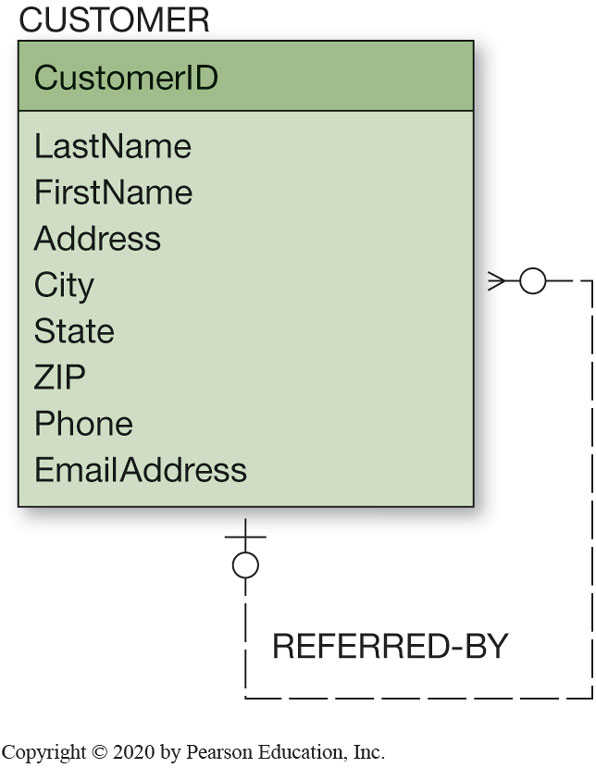 CUSTOMER
CustomerID
LastName
FirstName
Address
City
State
ZIP
Phone
EmailAddress
REFERRED-BY
Copyright © 2020 by Pearson Education, Inc.